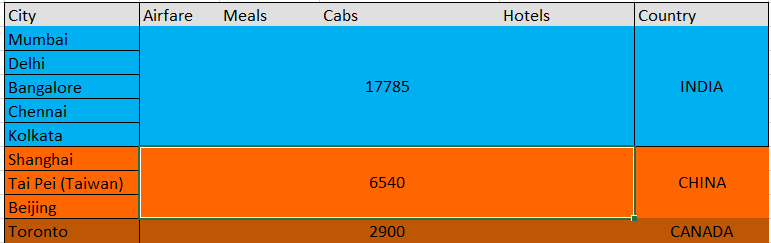 City Airfare Meals Cabs Hotels Country
Mumbai
Delhi
Bangalore 17785 INDIA
Chennai
Kolkata
Shanghai
Tai Pei (Taiwan) 6540 CHINA
Beijing
Toronto 2900 CANADA